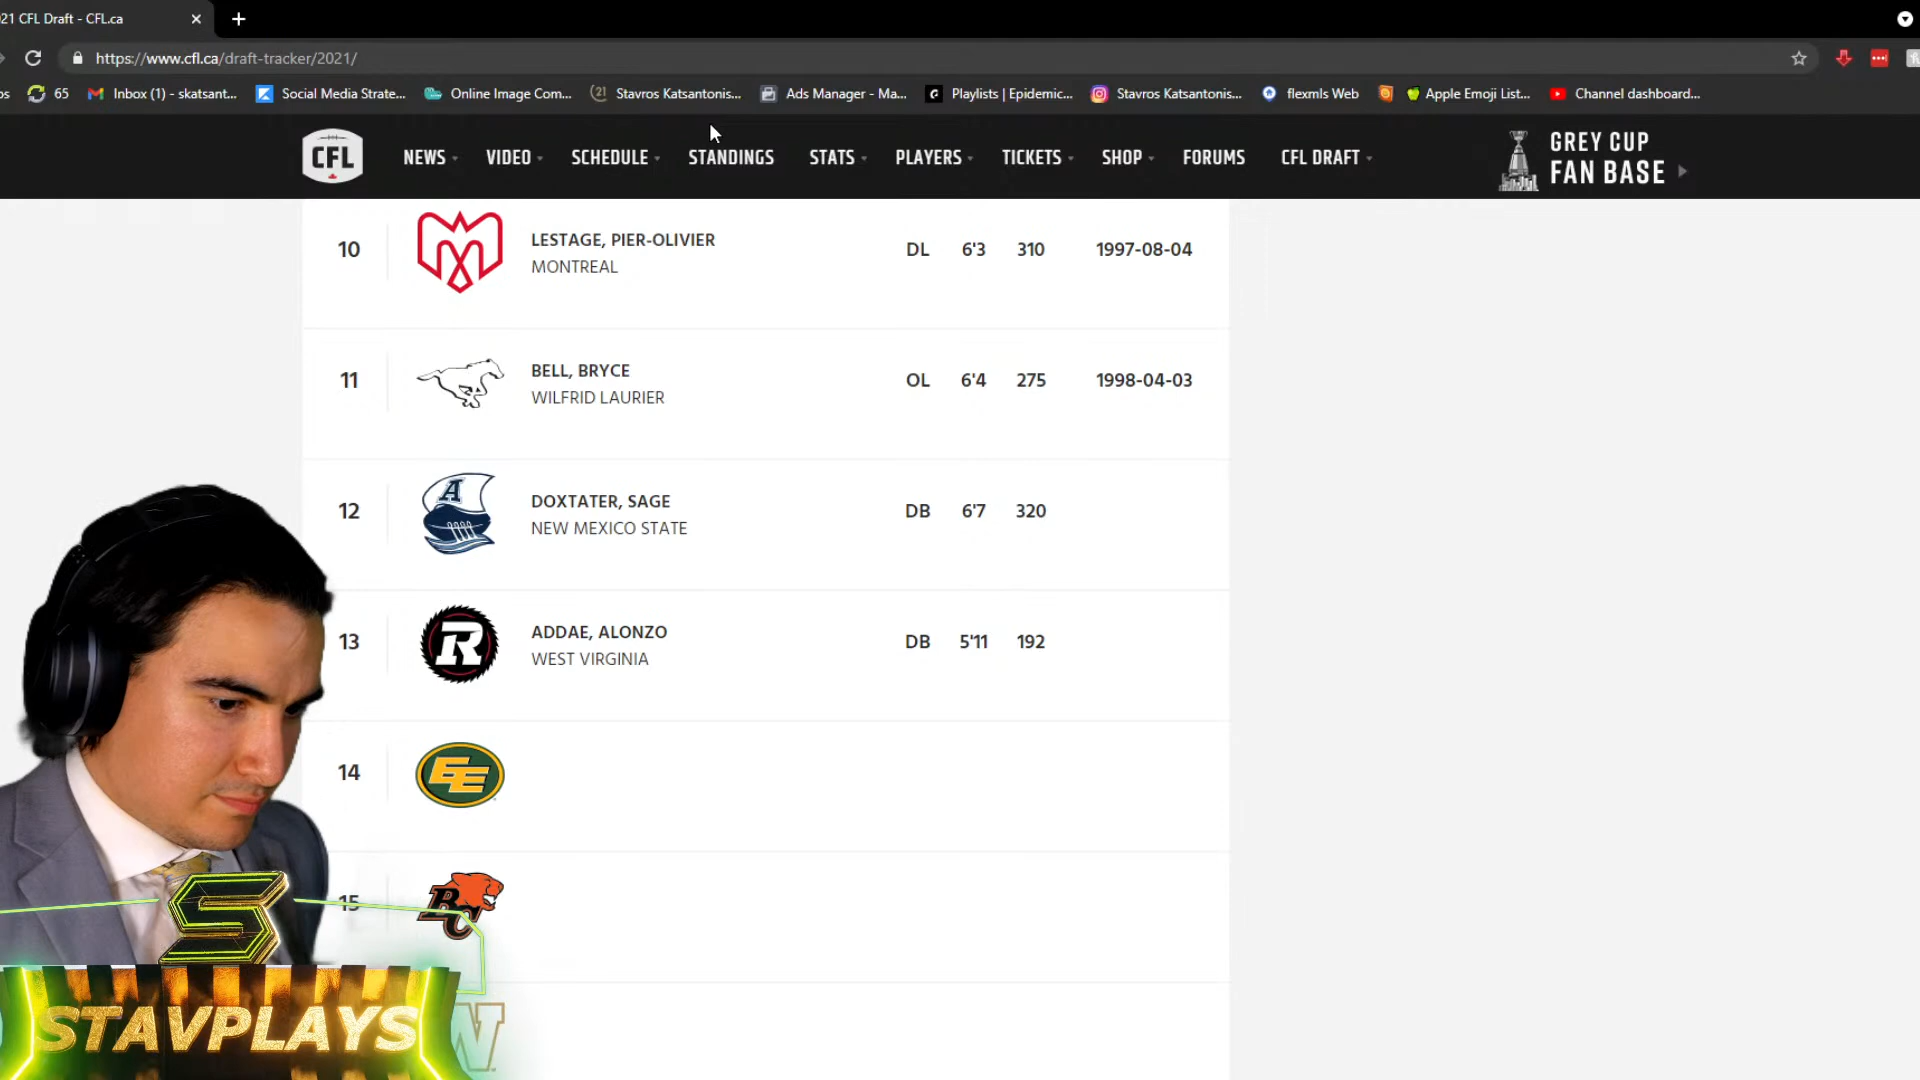 21 CFL Draft - CFL.ca
https://www.cfl.ca/draft-tracker/2021/
65 Inbox (1) - skatsant... Social Media Strate... Online Image Com... Stavros Katsantonis... Ads Manager - Ma... Playlists | Epidemic... Stavros Katsantonis... flexmls Web Apple Emoji List... Channel dashboard...
CFL NEWS VIDEO SCHEDULE STANDINGS STATS PLAYERS TICKETS SHOP FORUMS CFL DRAFT
GREY CUP
FAN BASE
10 LESTAGE, PIER-OLIVIER DL 6'3 310 1997-08-04
MONTREAL
11 BELL, BRYCE OL 6'4 275 1998-04-03
WILFRID LAURIER
A
12 DOXTATER, SAGE DB 6'7 320
NEW MEXICO STATE
13 R ADDAE, ALONZO DB 5'11 192
WEST VIRGINIA
14 EE
15 BC
S
STAVPLAYS
W